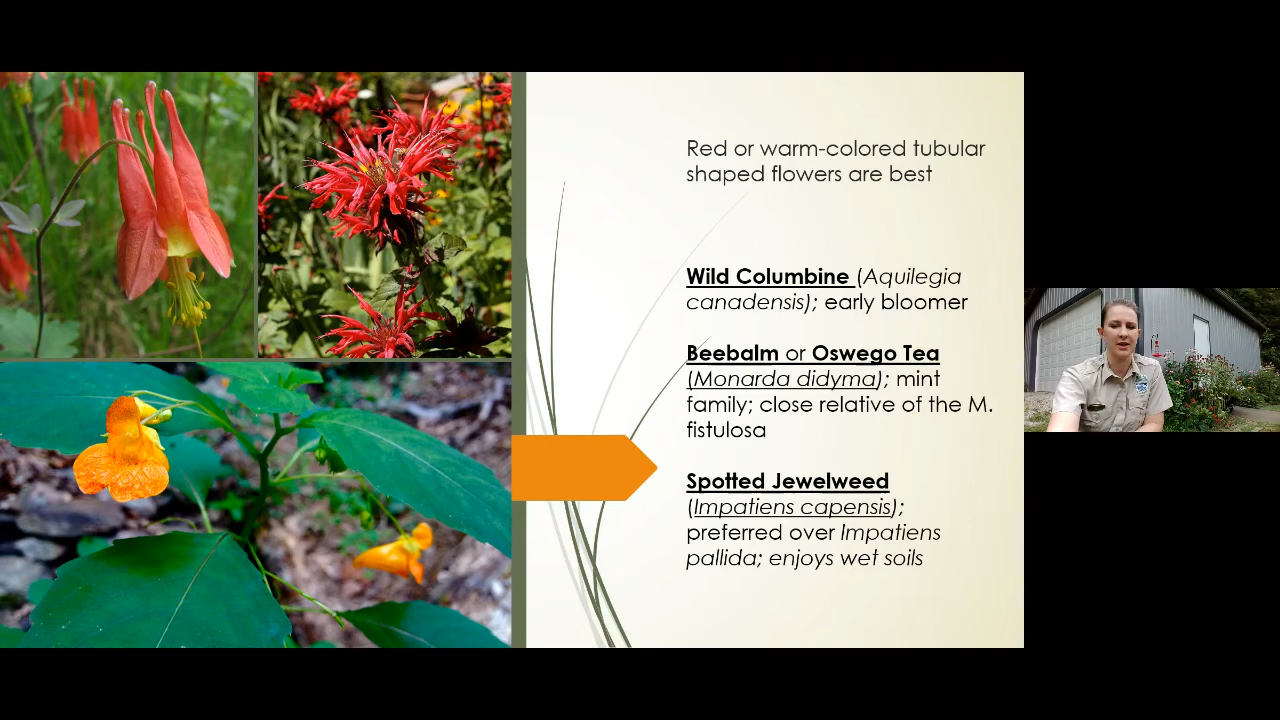 Red or warm-colored tubular
shaped flowers are best
Wild Columbine (Aquilegia
canadensis); early bloomer
Beebalm or Oswego Tea
(Monarda didyma); mint
family; close relative of the M.
fistulosa
Spotted Jewelweed
(Impatiens capensis);
preferred over Impatiens
pallida; enjoys wet soils